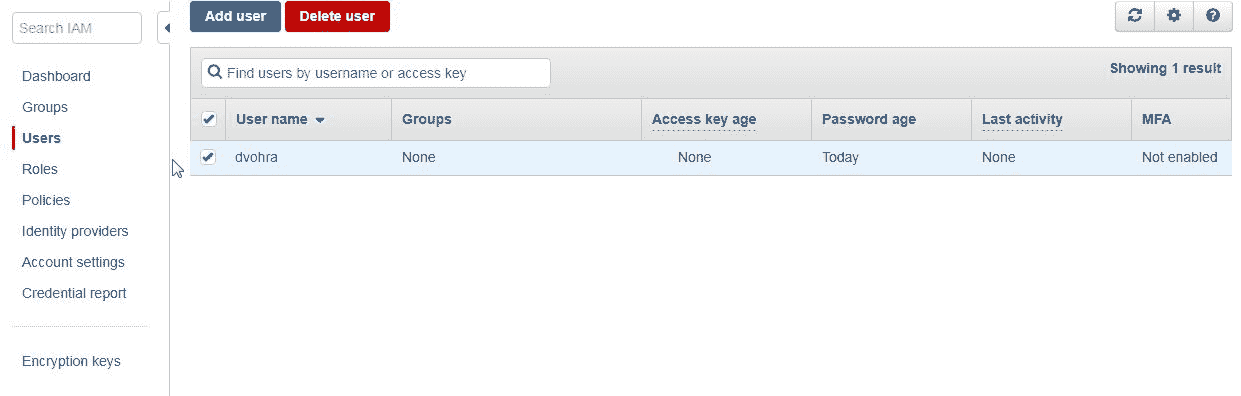 Add user Delete user
Search IAM
Find users by username or access key Showing 1 result
User name Groups Access key age Password age Last activity MFA
dvohra None None Today None Not enabled
Dashboard
Groups
Users
Roles
Policies
Identity providers
Account settings
Credential report
Encryption keys